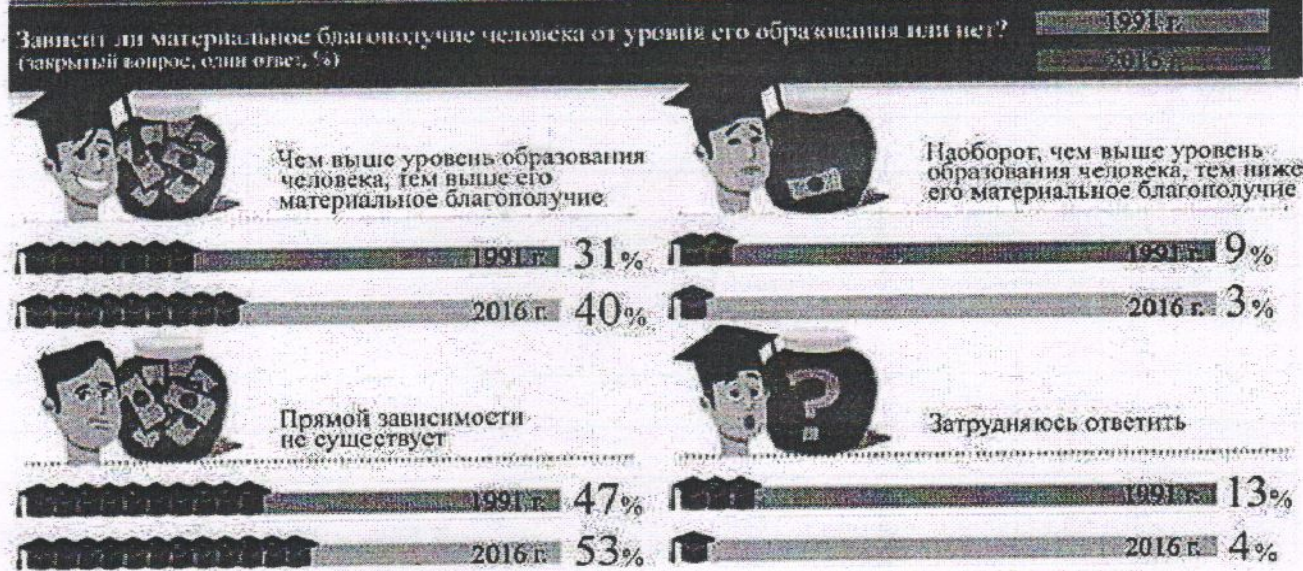 Зависит ли материальное благополучие человека от уровня его образования или нет?
(закрытый вопрос, один ответ, %)
1991 г.
2016 г.
Чем выше уровень образования
человека, тем выше его
материальное благополучие
1991 г. 31%
2016 г. 40%
Наоборот, чем выше уровень
образования человека, тем ниже
его материальное благополучие
1991 г. 9%
2016 г. 3%
Прямой зависимости
не существует
1991 г. 47%
2016 г. 53%
?
Затрудняюсь ответить
1991 г. 13%
2016 г. 4%